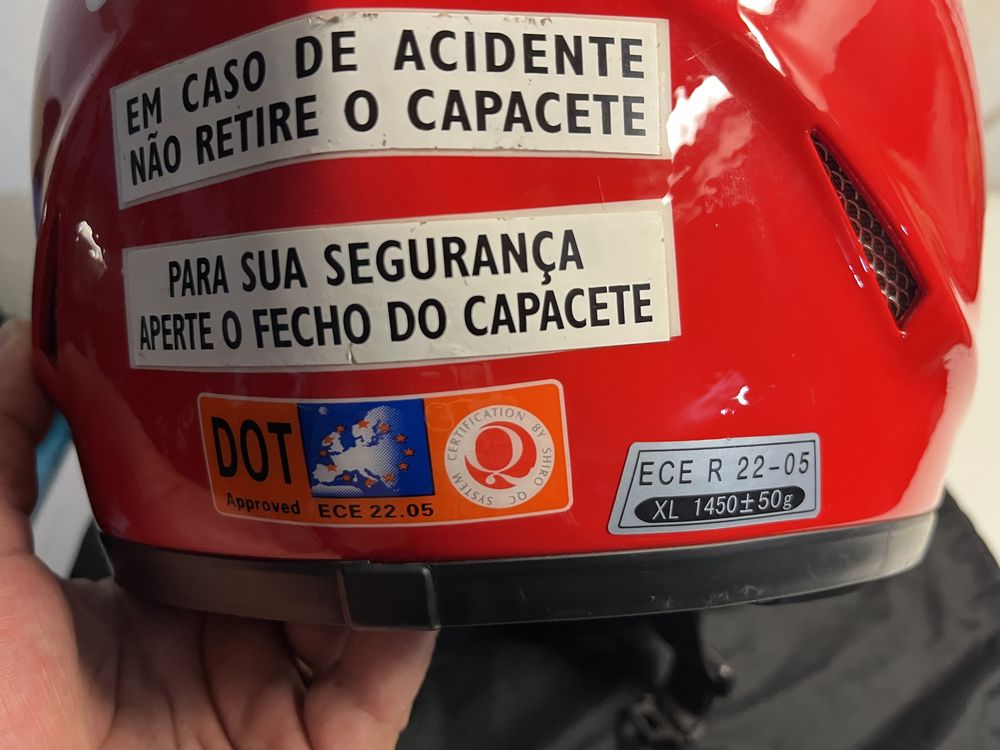 EM CASO DE ACIDENTE
NÃO RETIRE O CAPACETE
PARA SUA SEGURANÇA
APERTE O FECHO DO CAPACETE
DOT
Approved
ECE 22.05
CERTIFICATION BY SHIRO QC SYSTEM
Q
ECE R 22-05
XL 1450±50g